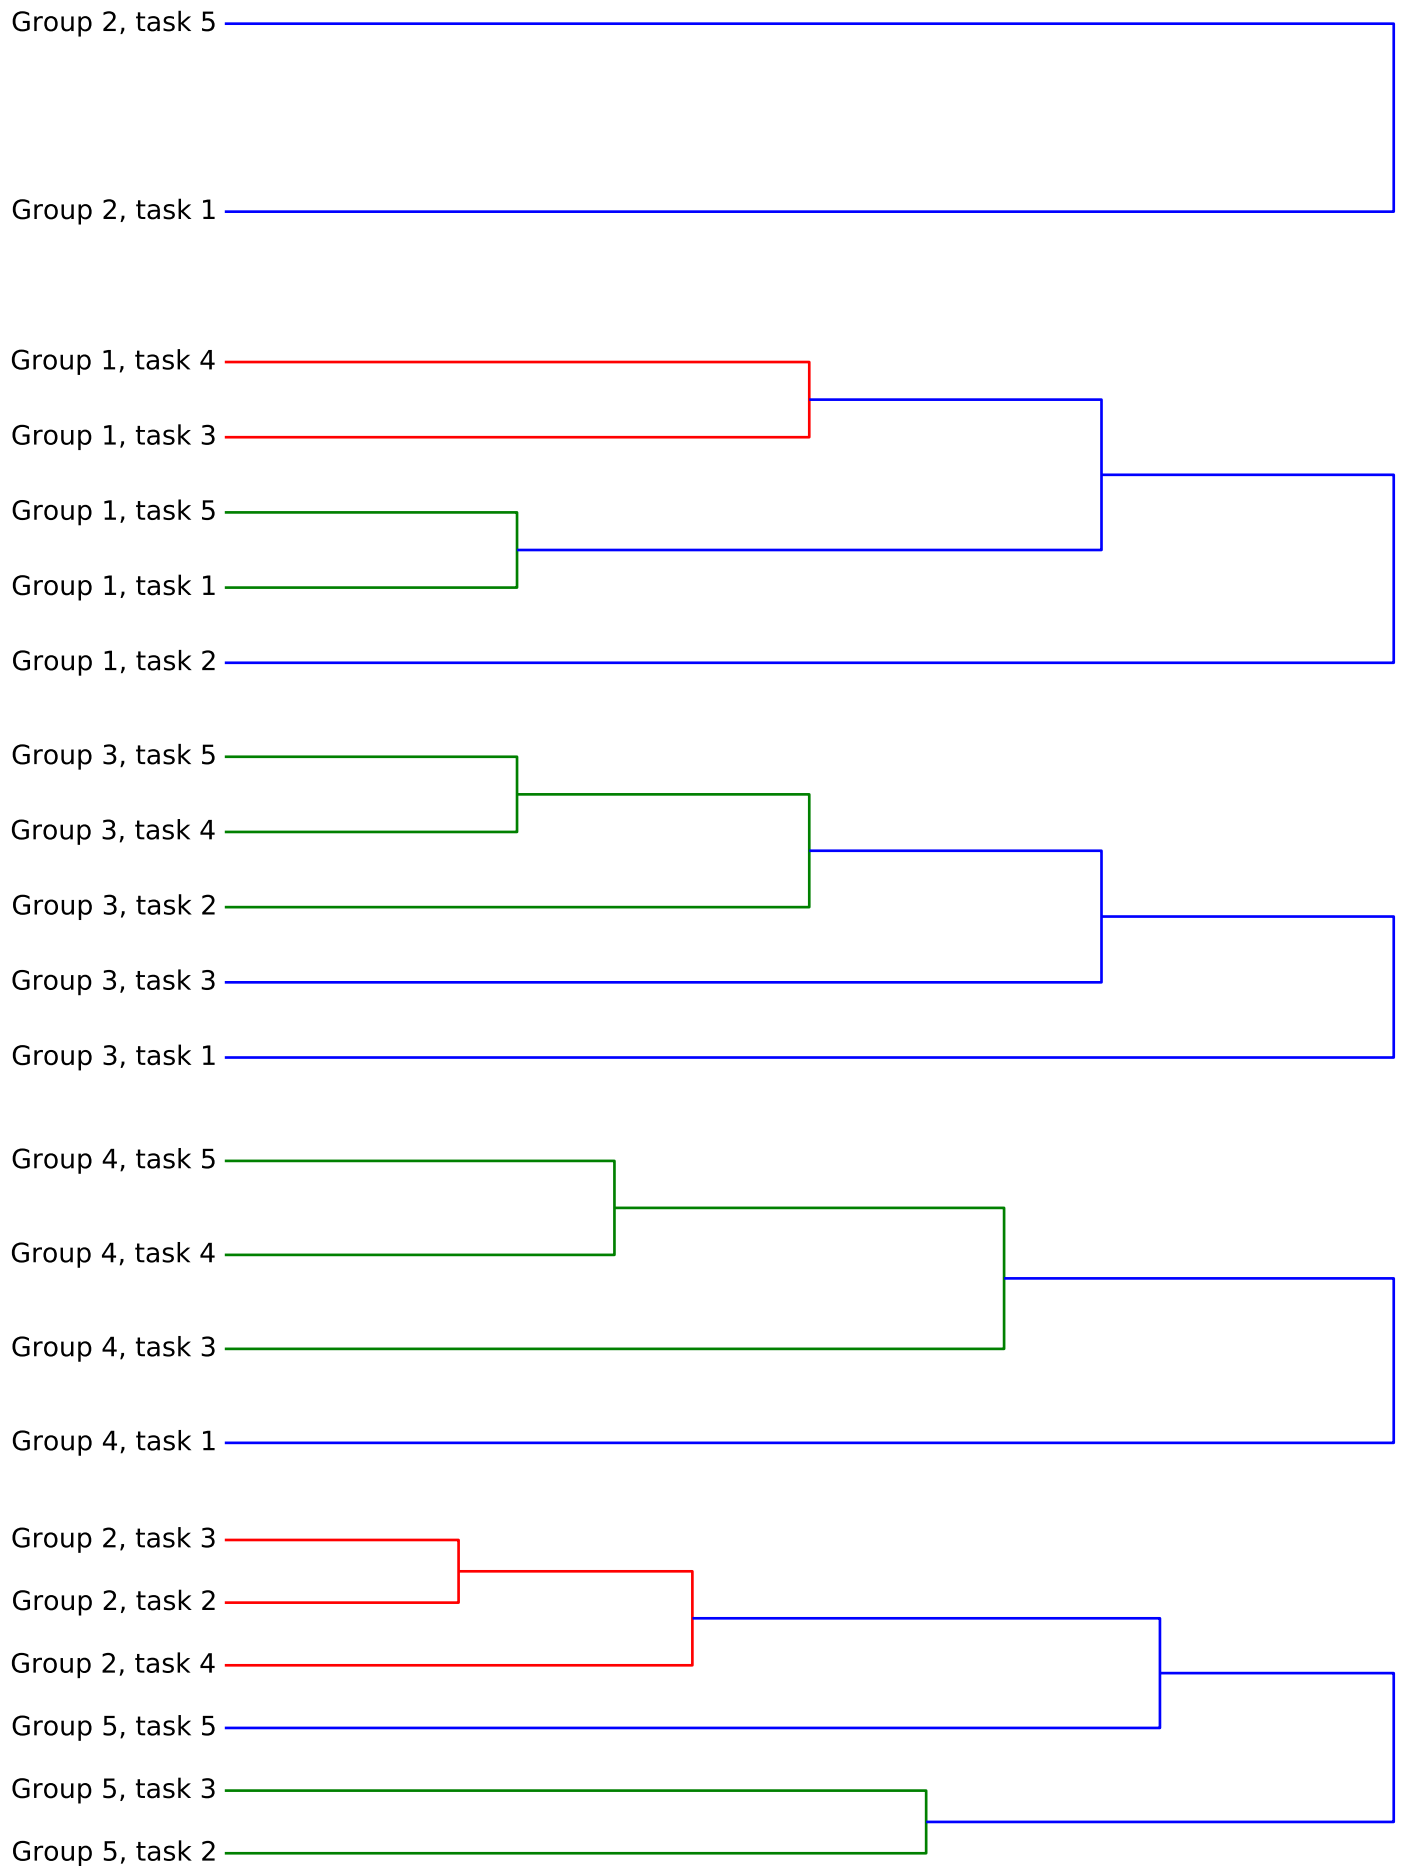 Group 2, task 5
Group 2, task 1
Group 1, task 4
Group 1, task 3
Group 1, task 5
Group 1, task 1
Group 1, task 2
Group 3, task 5
Group 3, task 4
Group 3, task 2
Group 3, task 3
Group 3, task 1
Group 4, task 5
Group 4, task 4
Group 4, task 3
Group 4, task 1
Group 2, task 3
Group 2, task 2
Group 2, task 4
Group 5, task 5
Group 5, task 3
Group 5, task 2